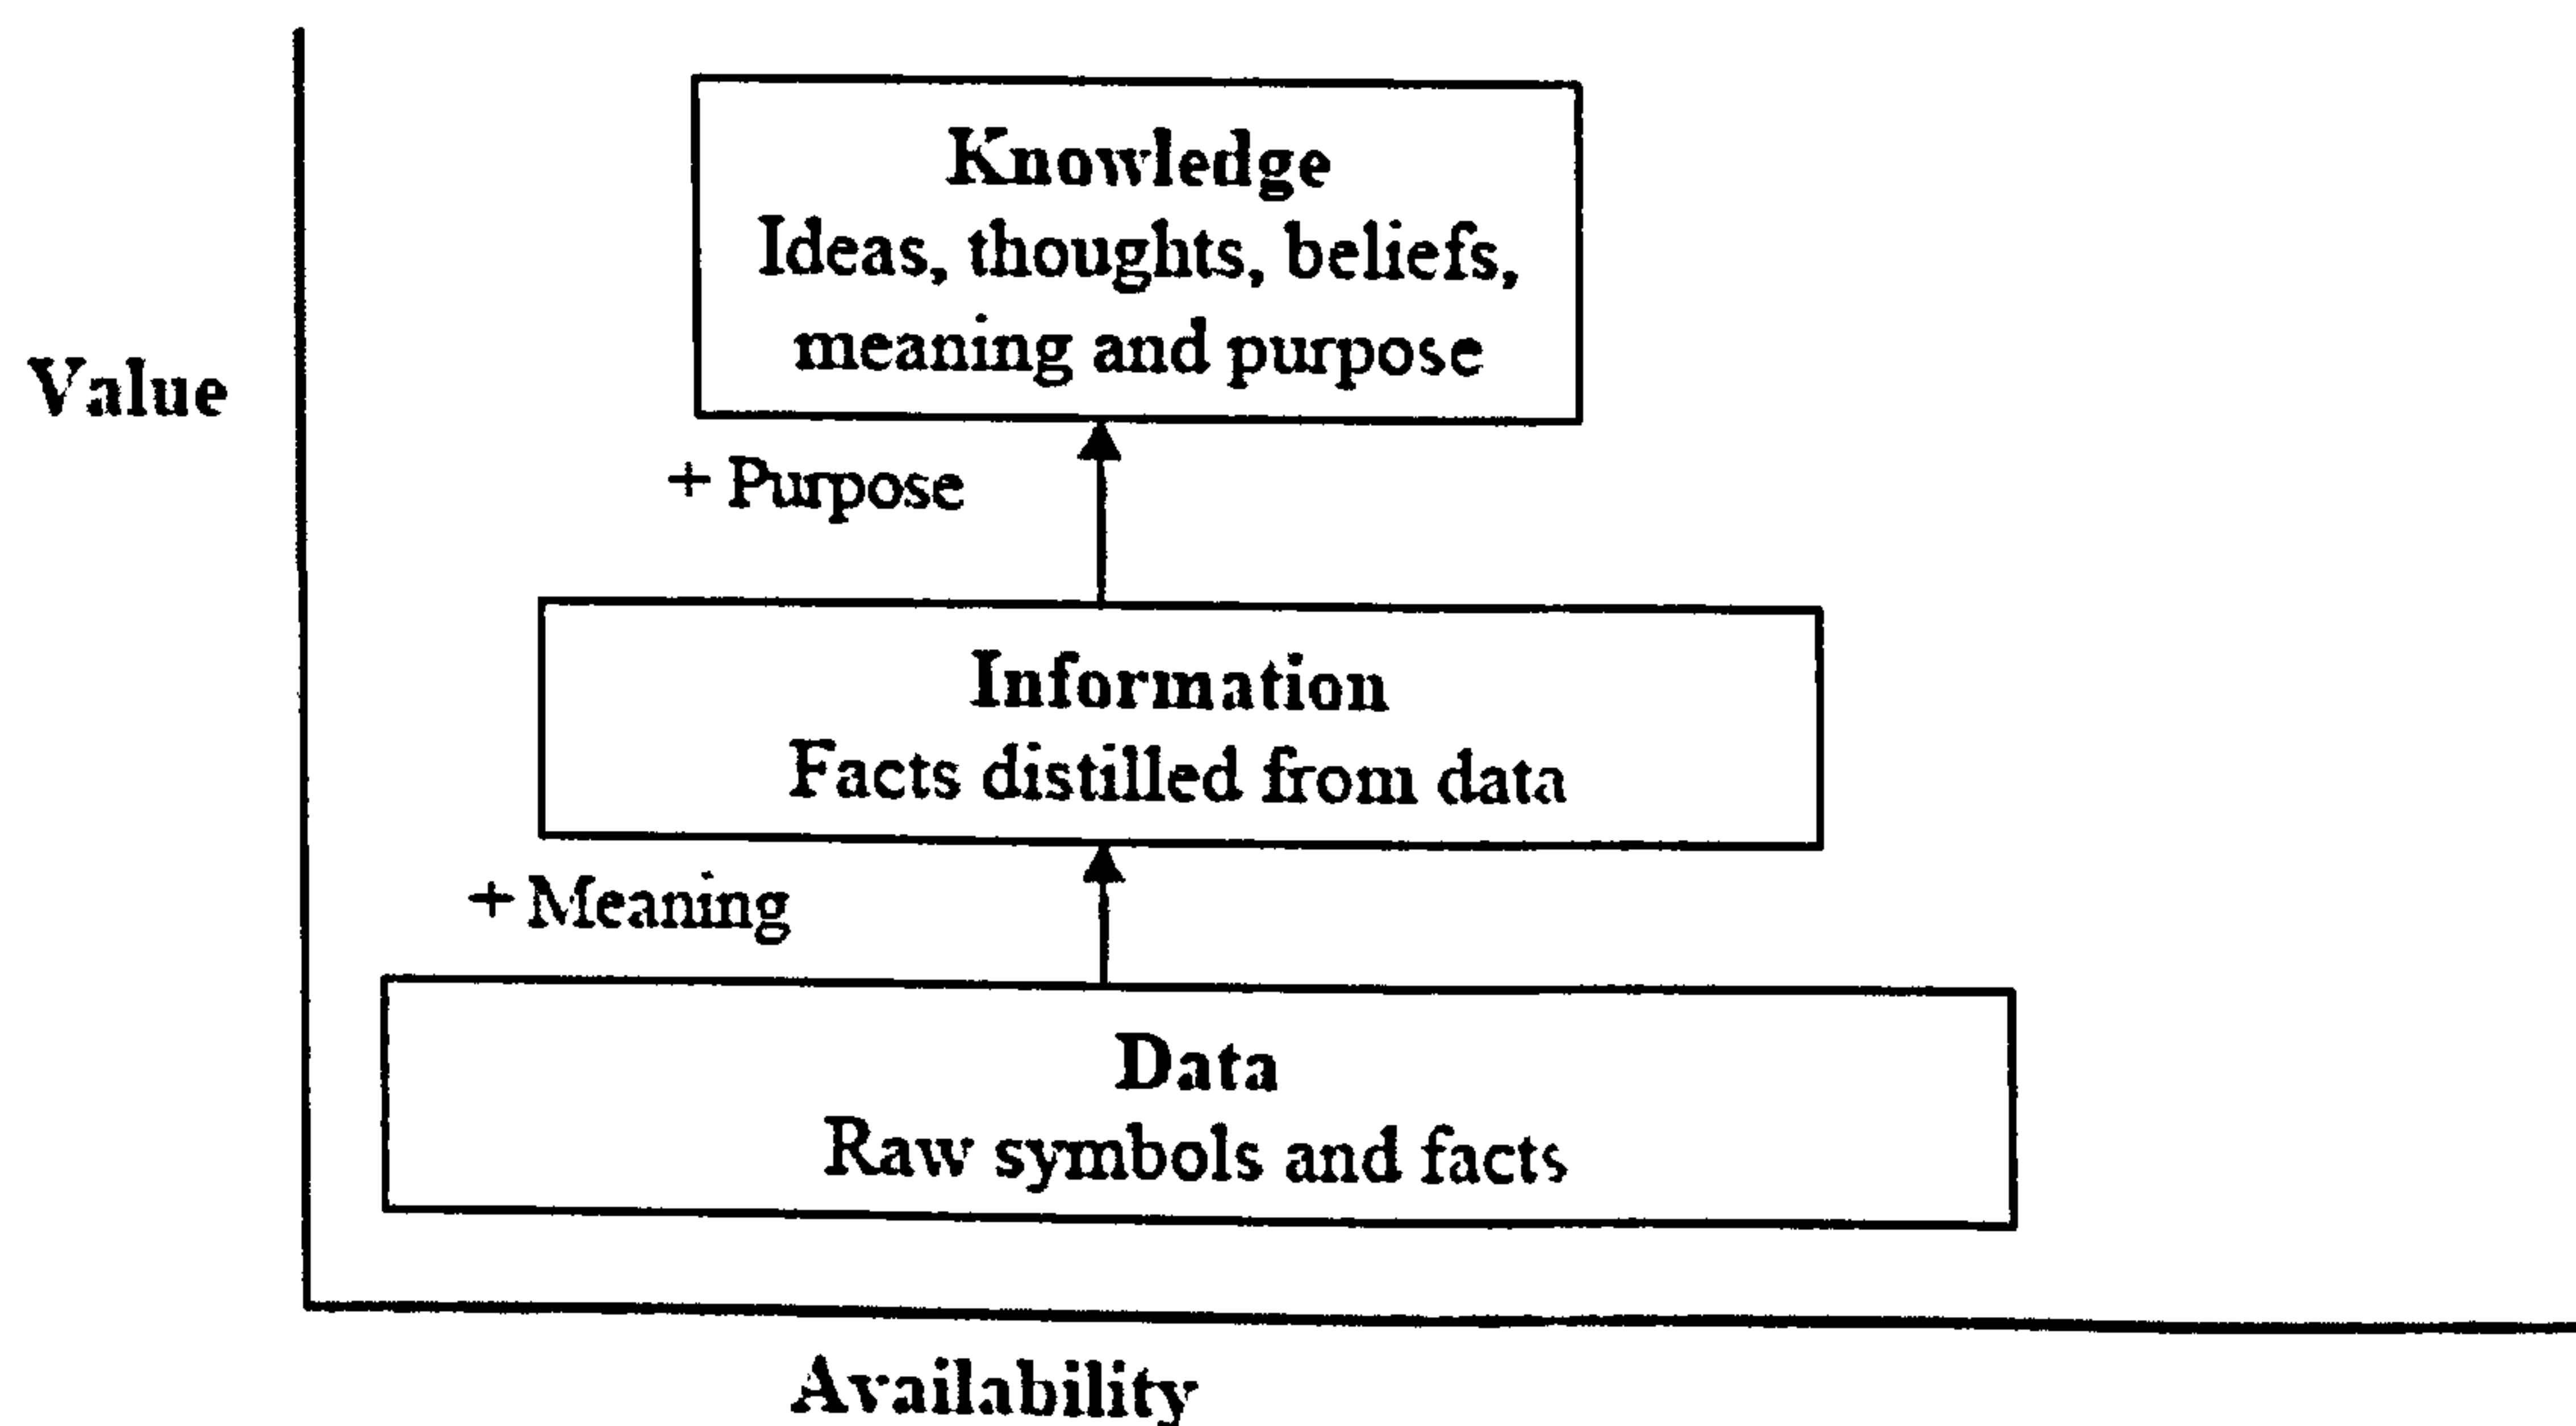 Knowledge
Ideas, thoughts, beliefs,
meaning and purpose
Value
+ Purpose
Information
Facts distilled from data
+ Meaning
Data
Raw symbols and facts
Availability